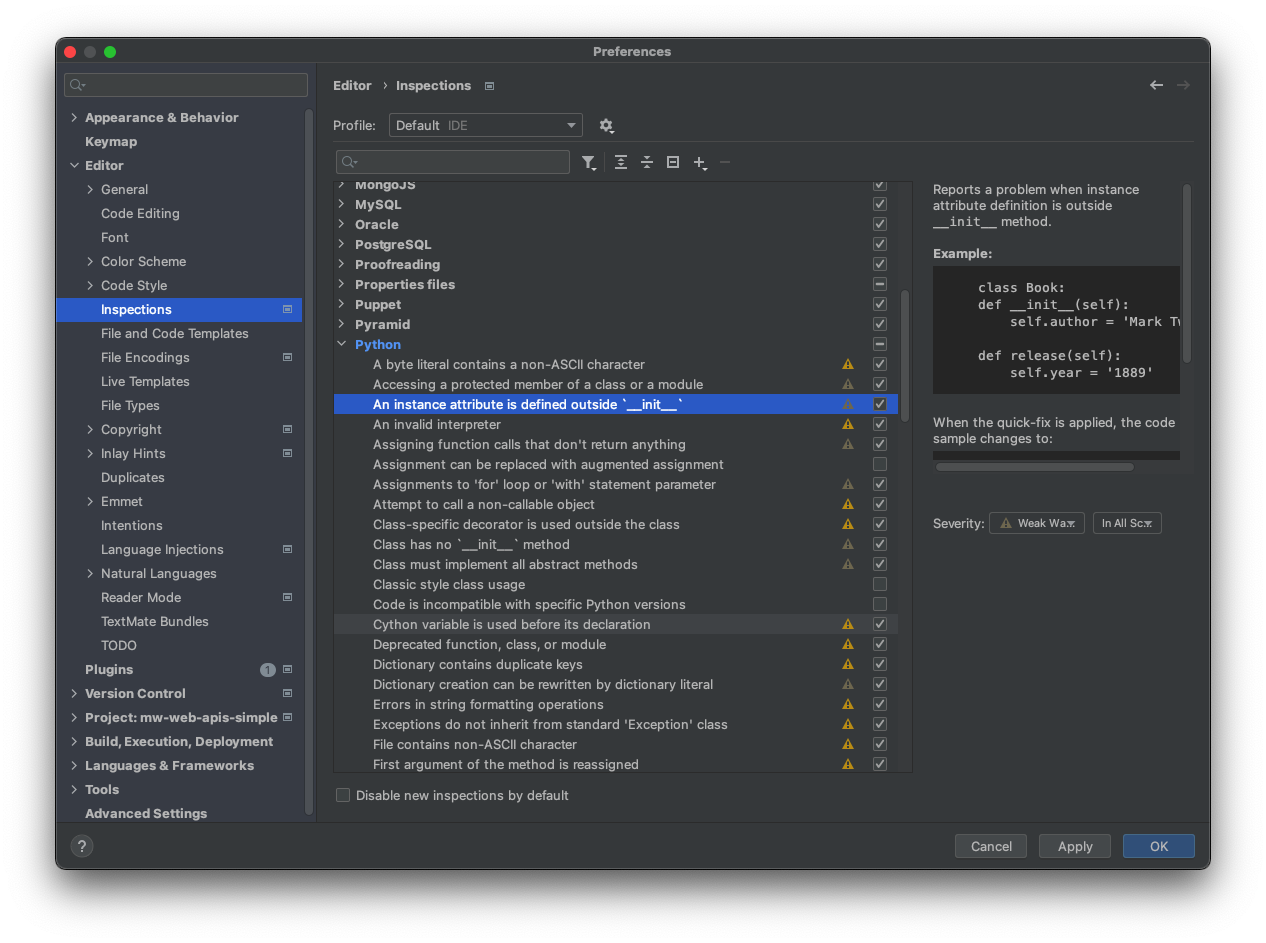 Preferences
Appearance & Behavior
Keymap
Editor
General
Code Editing
Font
Color Scheme
Code Style
Inspections
File and Code Templates
File Encodings
Live Templates
File Types
Copyright
Inlay Hints
Duplicates
Emmet
Intentions
Language Injections
Natural Languages
Reader Mode
TextMate Bundles
TODO
Plugins 1
Version Control
Project: mw-web-apis-simple
Build, Execution, Deployment
Languages & Frameworks
Tools
Advanced Settings
Editor › Inspections
Profile: Default IDE
MongoJS
MySQL
Oracle
PostgreSQL
Proofreading
Properties files
Puppet
Pyramid
Python
A byte literal contains a non-ASCII character
Accessing a protected member of a class or a module
An instance attribute is defined outside `__init__`
An invalid interpreter
Assigning function calls that don't return anything
Assignment can be replaced with augmented assignment
Assignments to 'for' loop or 'with' statement parameter
Attempt to call a non-callable object
Class-specific decorator is used outside the class
Class has no `__init__` method
Class must implement all abstract methods
Classic style class usage
Code is incompatible with specific Python versions
Cython variable is used before its declaration
Deprecated function, class, or module
Dictionary contains duplicate keys
Dictionary creation can be rewritten by dictionary literal
Errors in string formatting operations
Exceptions do not inherit from standard 'Exception' class
File contains non-ASCII character
First argument of the method is reassigned
Disable new inspections by default
Reports a problem when instance
attribute definition is outside
__init__ method.
Example:
class Book:
def __init__(self):
self.author = 'Mark Tw
def release(self):
self.year = '1889'
When the quick-fix is applied, the code
sample changes to:
Severity: Weak Wa... In All Sc...
? Cancel Apply OK